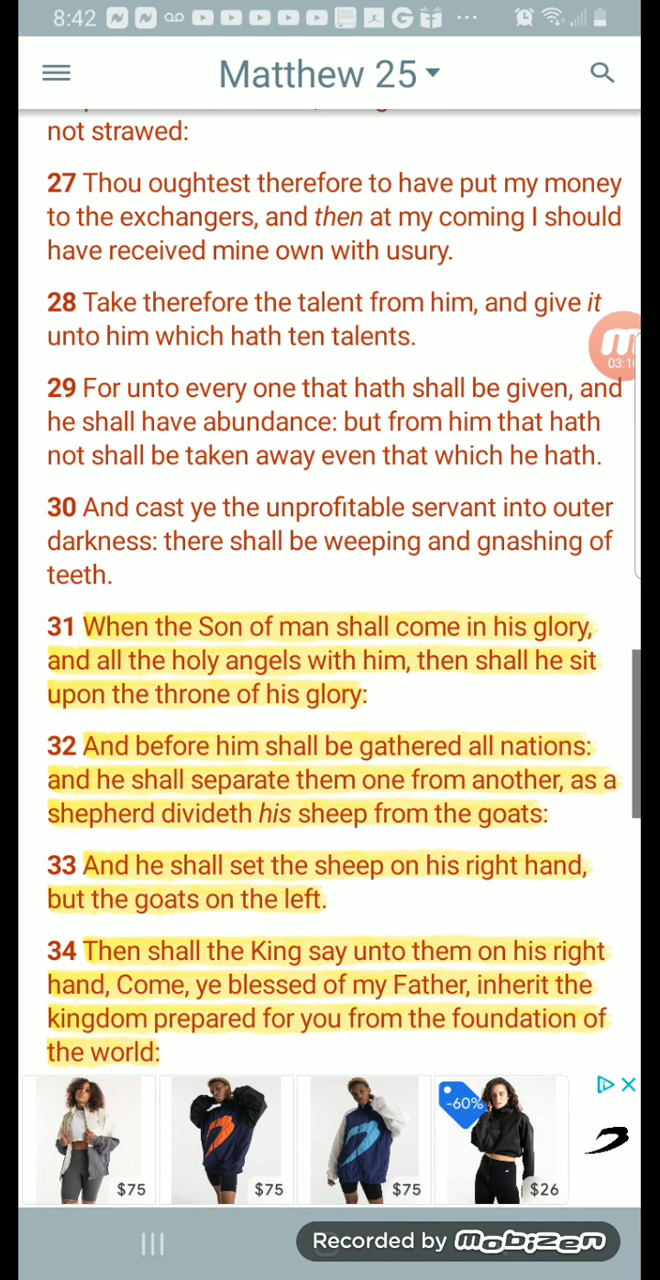 8:42
Matthew 25
not strawed:
27 Thou oughtest therefore to have put my money
to the exchangers, and then at my coming I should
have received mine own with usury.
28 Take therefore the talent from him, and give it
unto him which hath ten talents.
03:1
29 For unto every one that hath shall be given, and
he shall have abundance: but from him that hath
not shall be taken away even that which he hath.
30 And cast ye the unprofitable servant into outer
darkness: there shall be weeping and gnashing of
teeth.
31 When the Son of man shall come in his glory,
and all the holy angels with him, then shall he sit
upon the throne of his glory:
32 And before him shall be gathered all nations:
and he shall separate them one from another, as a
shepherd divideth his sheep from the goats:
33 And he shall set the sheep on his right hand,
but the goats on the left.
34 Then shall the King say unto them on his right
hand, Come, ye blessed of my Father, inherit the
kingdom prepared for you from the foundation of
the world:
-60%
$75 $75 $75 $26
Recorded by mobizen